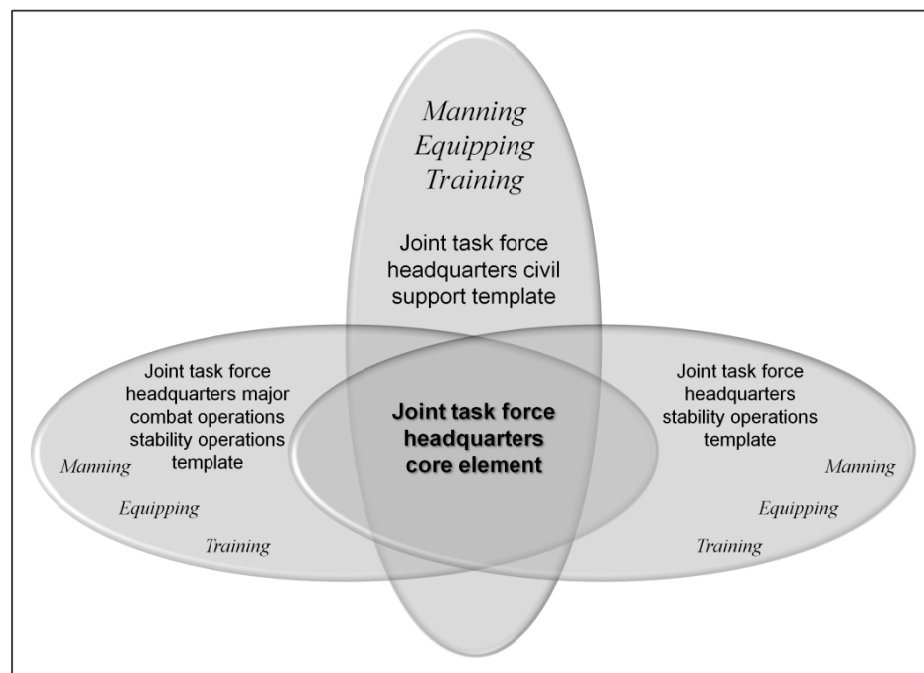 Manning
Equipping
Training
Joint task force
headquarters civil
support template
Joint task force
headquarters major
combat operations
stability operations
template
Manning
Equipping
Training
Joint task force
headquarters
core element
Joint task force
headquarters
stability operations
template
Manning
Equipping
Training